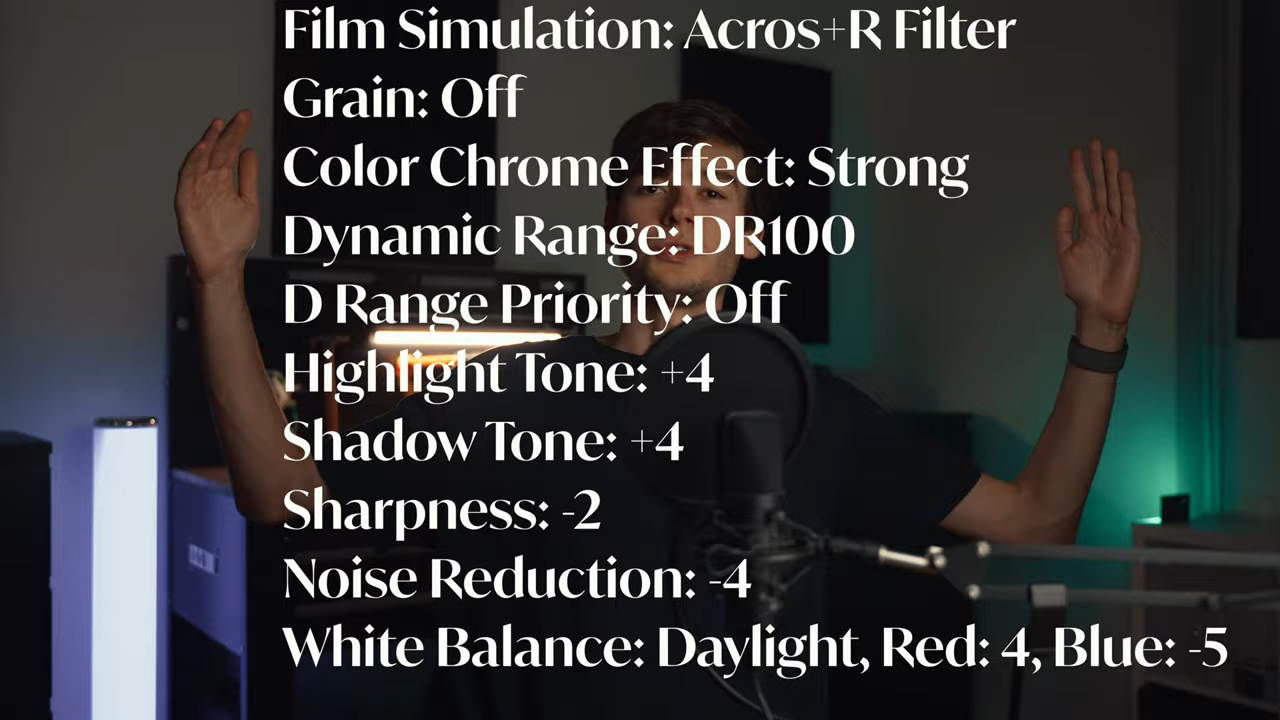 Film Simulation: Acros+R Filter
Grain: Off
Color Chrome Effect: Strong
Dynamic Range: DR100
D Range Priority: Off
Highlight Tone: +4
Shadow Tone: +4
Sharpness: -2
Noise Reduction: -4
White Balance: Daylight, Red: 4, Blue: -5